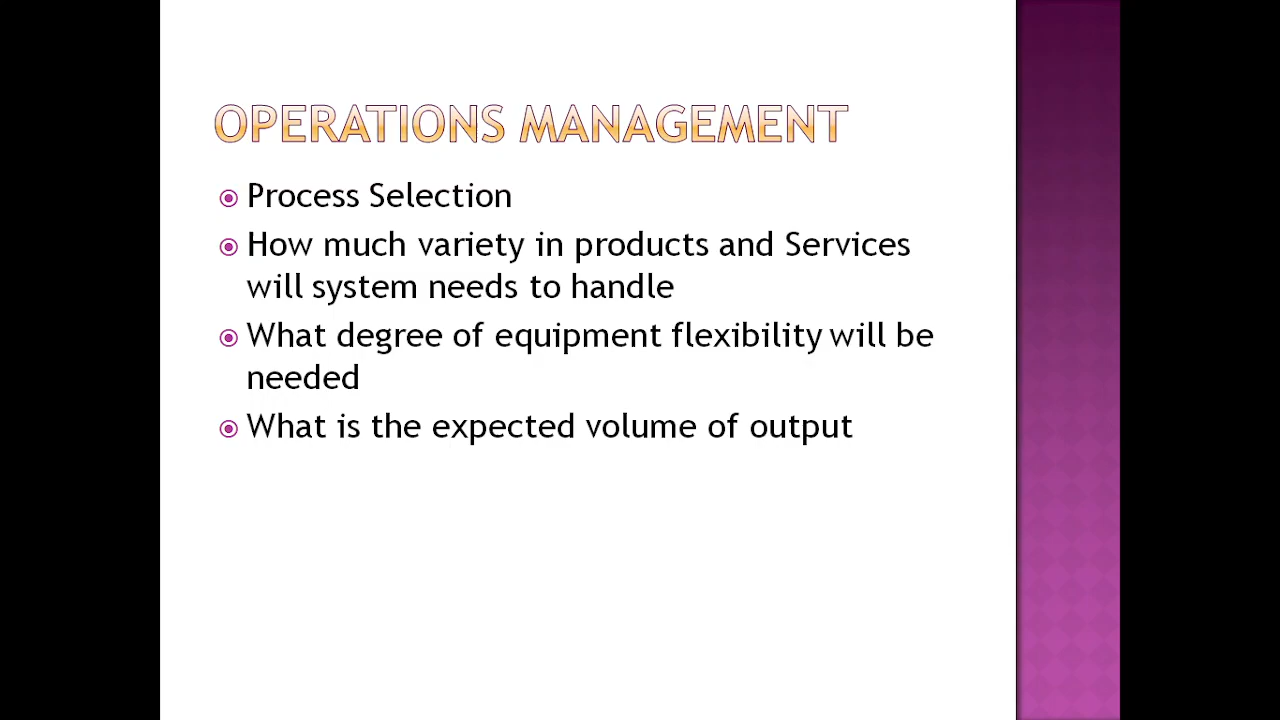 OPERATIONS MANAGEMENT
Process Selection
How much variety in products and Services
will system needs to handle
What degree of equipment flexibility will be
needed
What is the expected volume of output